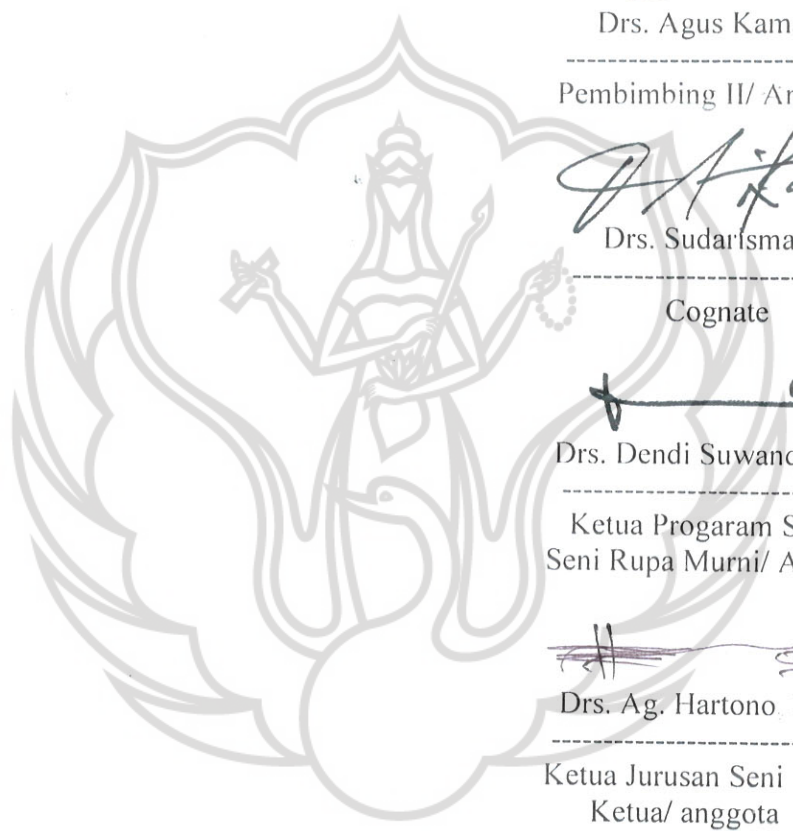 Drs. Agus Kam
Pembimbing II/ An
Drs. Sudarisma
Cognate
Drs. Dendi Suwand
Ketua Progaram S
Seni Rupa Murni/ A
Drs. Ag. Hartono
Ketua Jurusan Seni
Ketua/ anggota